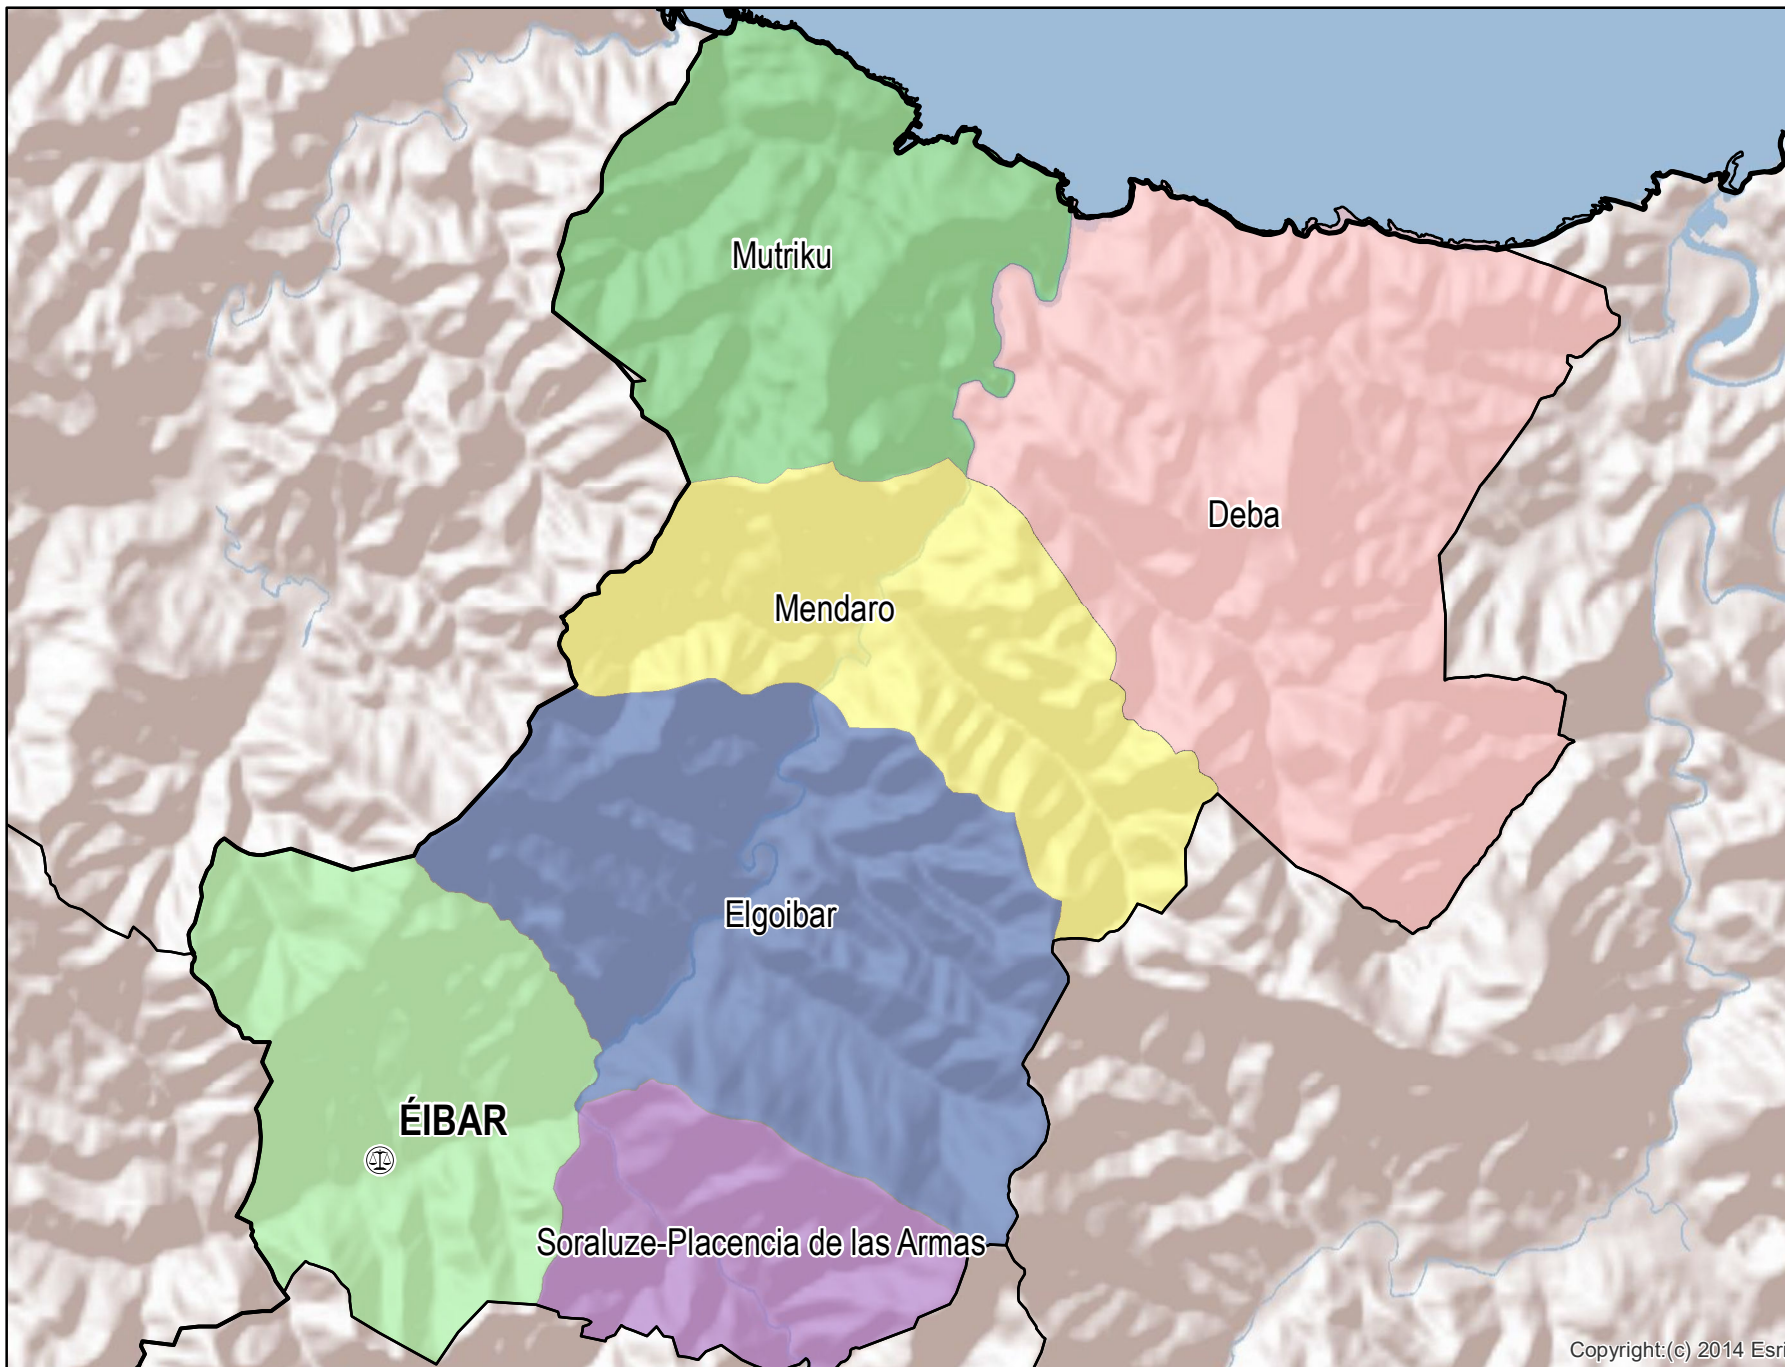 Mutriku
Deba
Mendaro
Elgoibar
ÉIBAR
Soraluze-Placencia de las Armas
Copyright:(c) 2014 Esri